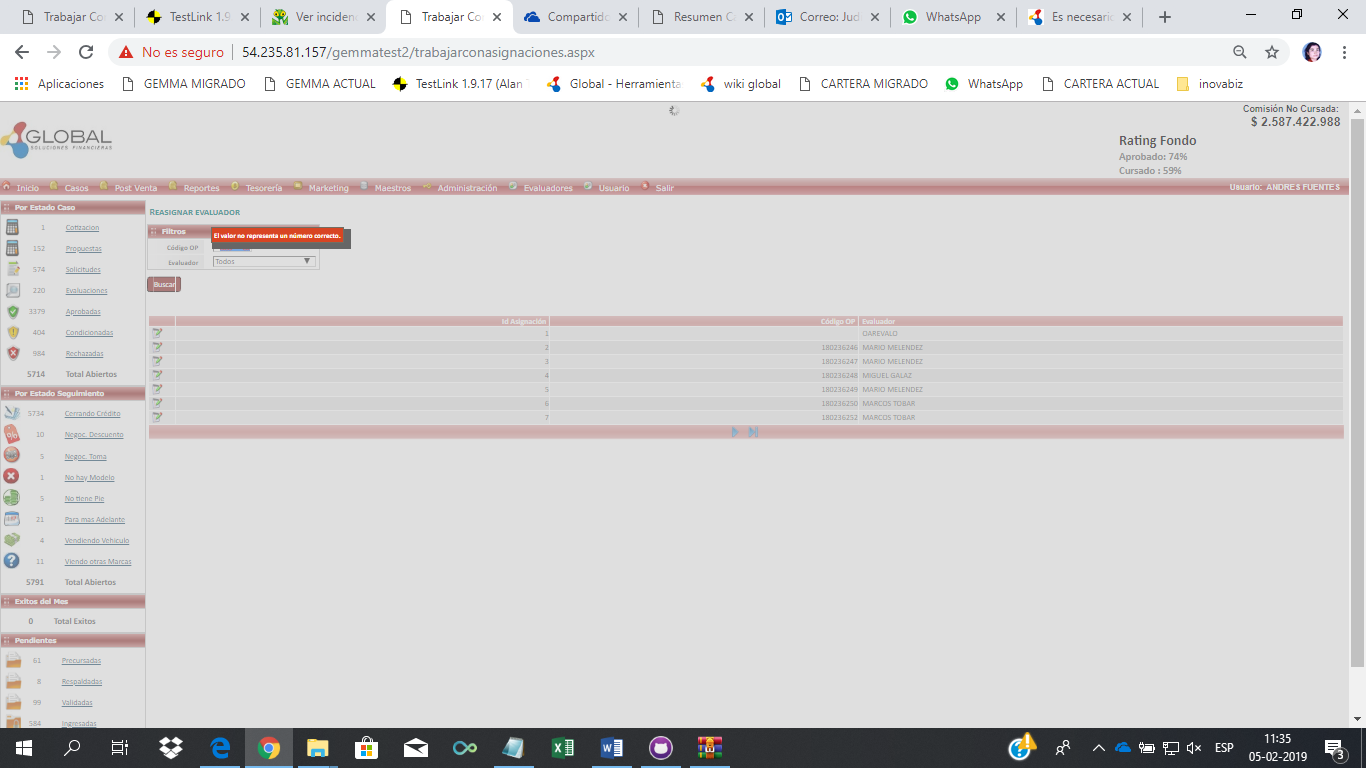 Trabajar Co
TestLink 1.9
Ver inciden
Trabajar Co
Compartido
Resumen C
Correo: Jud
WhatsApp
Es necesari
No es seguro
54.235.81.157/gemmatest2/trabajarconasignaciones.aspx
Aplicaciones
GEMMA MIGRADO
GEMMA ACTUAL
TestLink 1.9.17 (Alan
Global - Herramienta
wiki global
CARTERA MIGRADO
WhatsApp
CARTERA ACTUAL
inovabiz
GLOBAL
SOLUCIONES FINANCIERAS
Comisión No Cursada:
$ 2.587.422.988
Rating Fondo
Aprobado: 74%
Cursado : 59%
Inicio
Casos
Post Venta
Reportes
Tesorería
Marketing
Maestros
Administración
Evaluadores
Usuario
Salir
Usuario: ANDRES FUENTES
Por Estado Caso
1 Cotizacion
152 Propuestas
574 Solicitudes
220 Evaluaciones
3379 Aprobadas
404 Condicionadas
984 Rechazadas
5714 Total Abiertos
Por Estado Seguimiento
5734 Cerrando Crédito
10 Negoc. Descuento
5 Negoc. Toma
1 No hay Modelo
5 No tiene Pie
21 Para mas Adelante
4 Vendiendo Vehiculo
11 Viendo otras Marcas
5791 Total Abiertos
Exitos del Mes
0 Total Exitos
Pendientes
61 Precursadas
8 Respaldadas
99 Validadas
584 Ingresadas
REASIGNAR EVALUADOR
Filtros
El valor no representa un número correcto.
Código OP
Evaluador Todos
Buscar
Id Asignación Código OP Evaluador
1 OAREVALO
2 180236246 MARIO MELENDEZ
3 180236247 MARIO MELENDEZ
4 180236248 MIGUEL GALAZ
5 180236249 MARIO MELENDEZ
6 180236250 MARCOS TOBAR
7 180236252 MARCOS TOBAR
ESP
11:35
05-02-2019
3